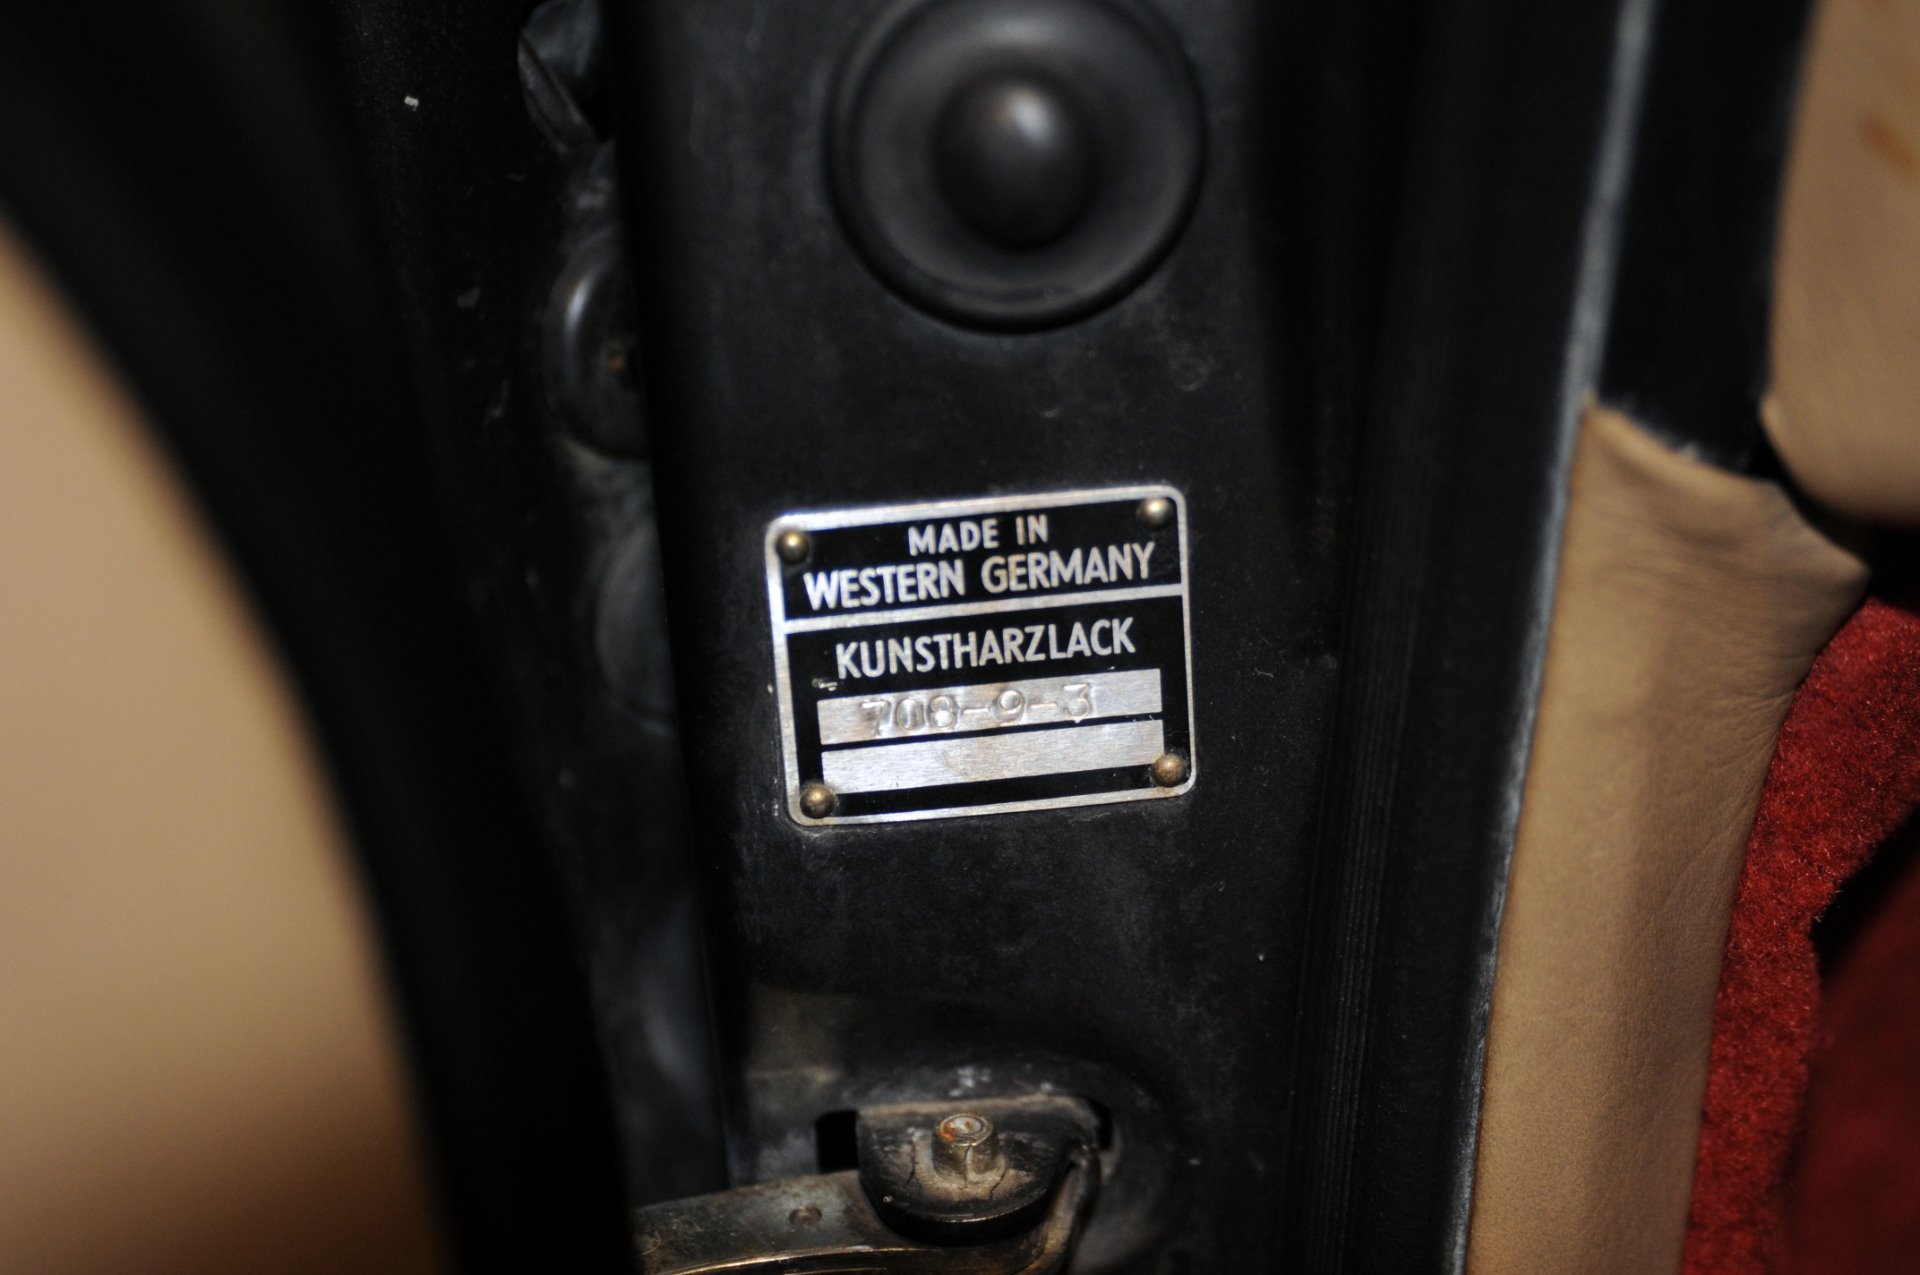 MADE IN
WESTERN GERMANY
KUNSTHARZLACK
708-9-3